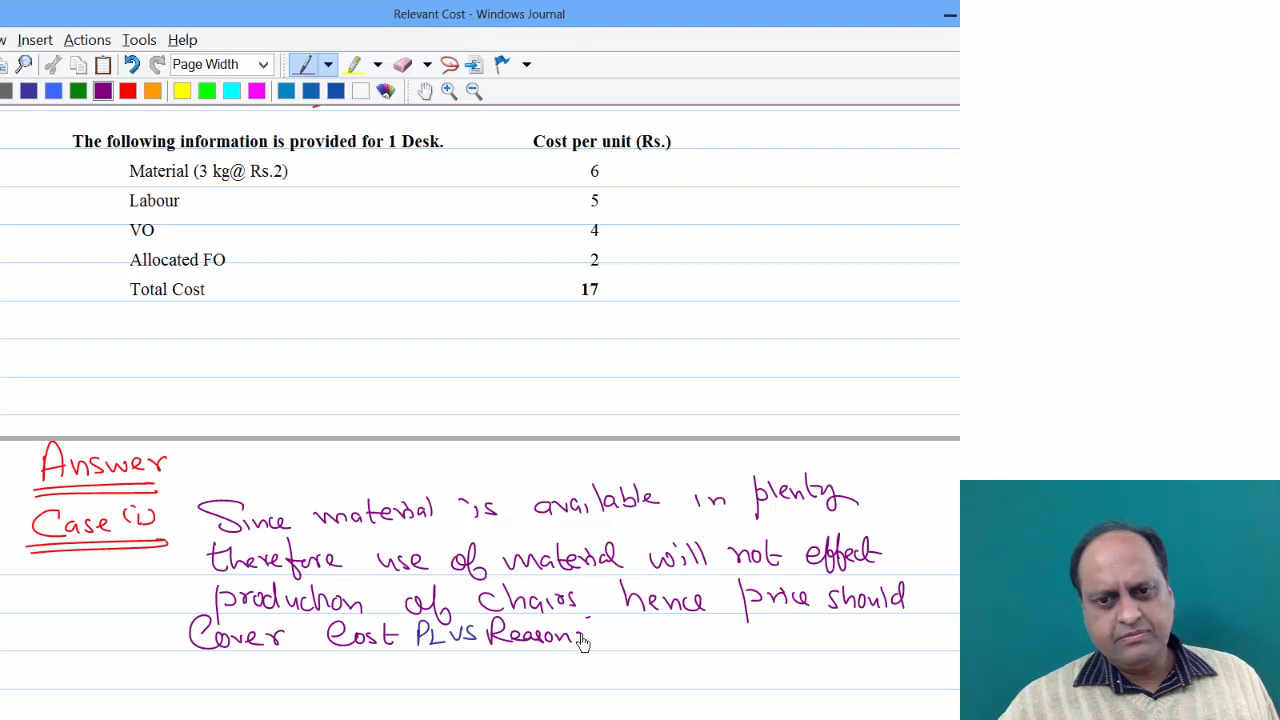 Relevant Cost - Windows Journal
Insert Actions Tools Help
Page Width
The following information is provided for 1 Desk. Cost per unit (Rs.)
Material (3 kg@ Rs.2) 6
Labour 5
VO 4
Allocated FO 2
Total Cost 17
Answer
Case (i) Since material is available in plenty
therefore use of material will not effect
production of chairs hence price should
Cover Cost PLUS Reason